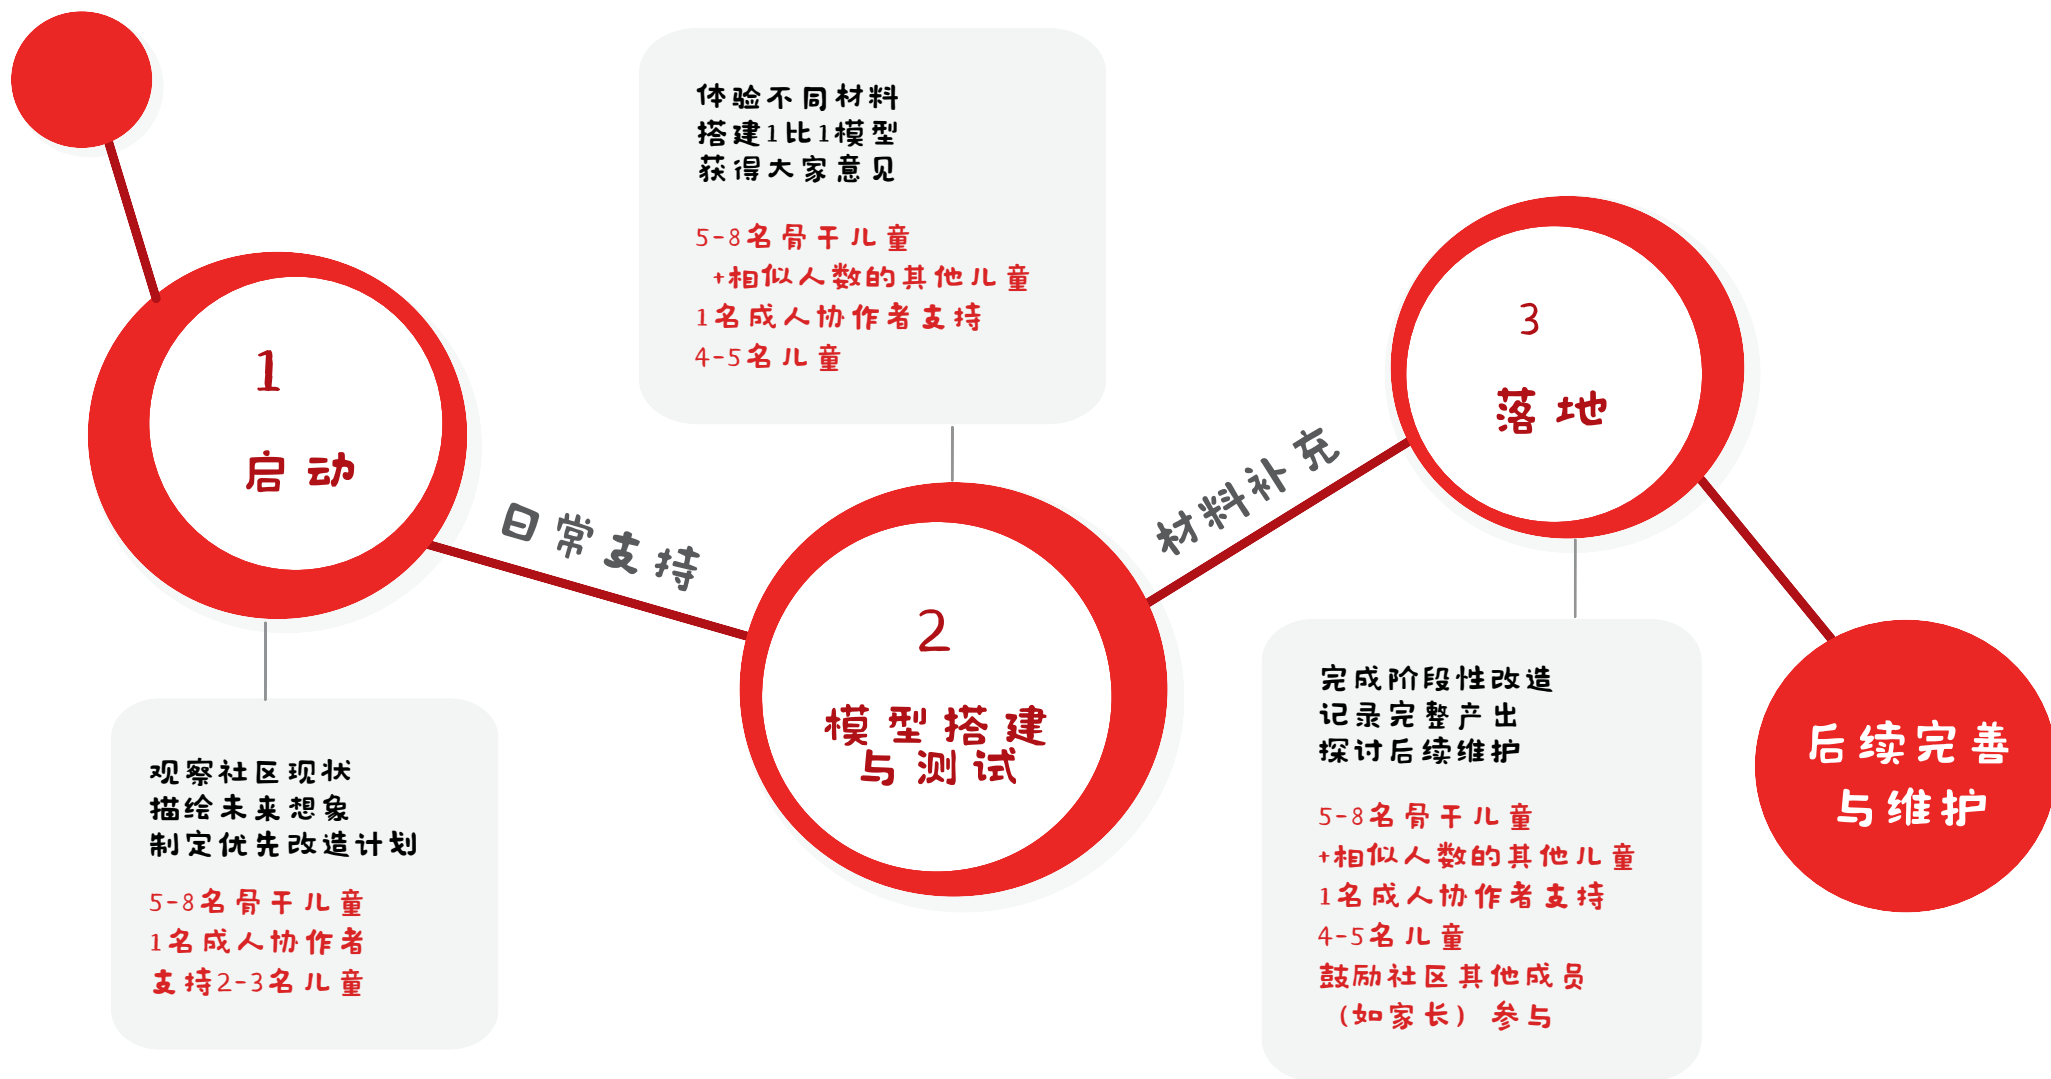 1
启动
观察社区现状
描绘未来想象
制定优先改造计划
5-8名骨干儿童
1名成人协作者
支持2-3名儿童
日常支持
体验不同材料
搭建1比1模型
获得大家意见
5-8名骨干儿童
+相似人数的其他儿童
1名成人协作者支持
4-5名儿童
2
模型搭建
与测试
材料补充
3
落地
完成阶段性改造
记录完整产出
探讨后续维护
5-8名骨干儿童
+相似人数的其他儿童
1名成人协作者支持
4-5名儿童
鼓励社区其他成员
（如家长）参与
后续完善
与维护